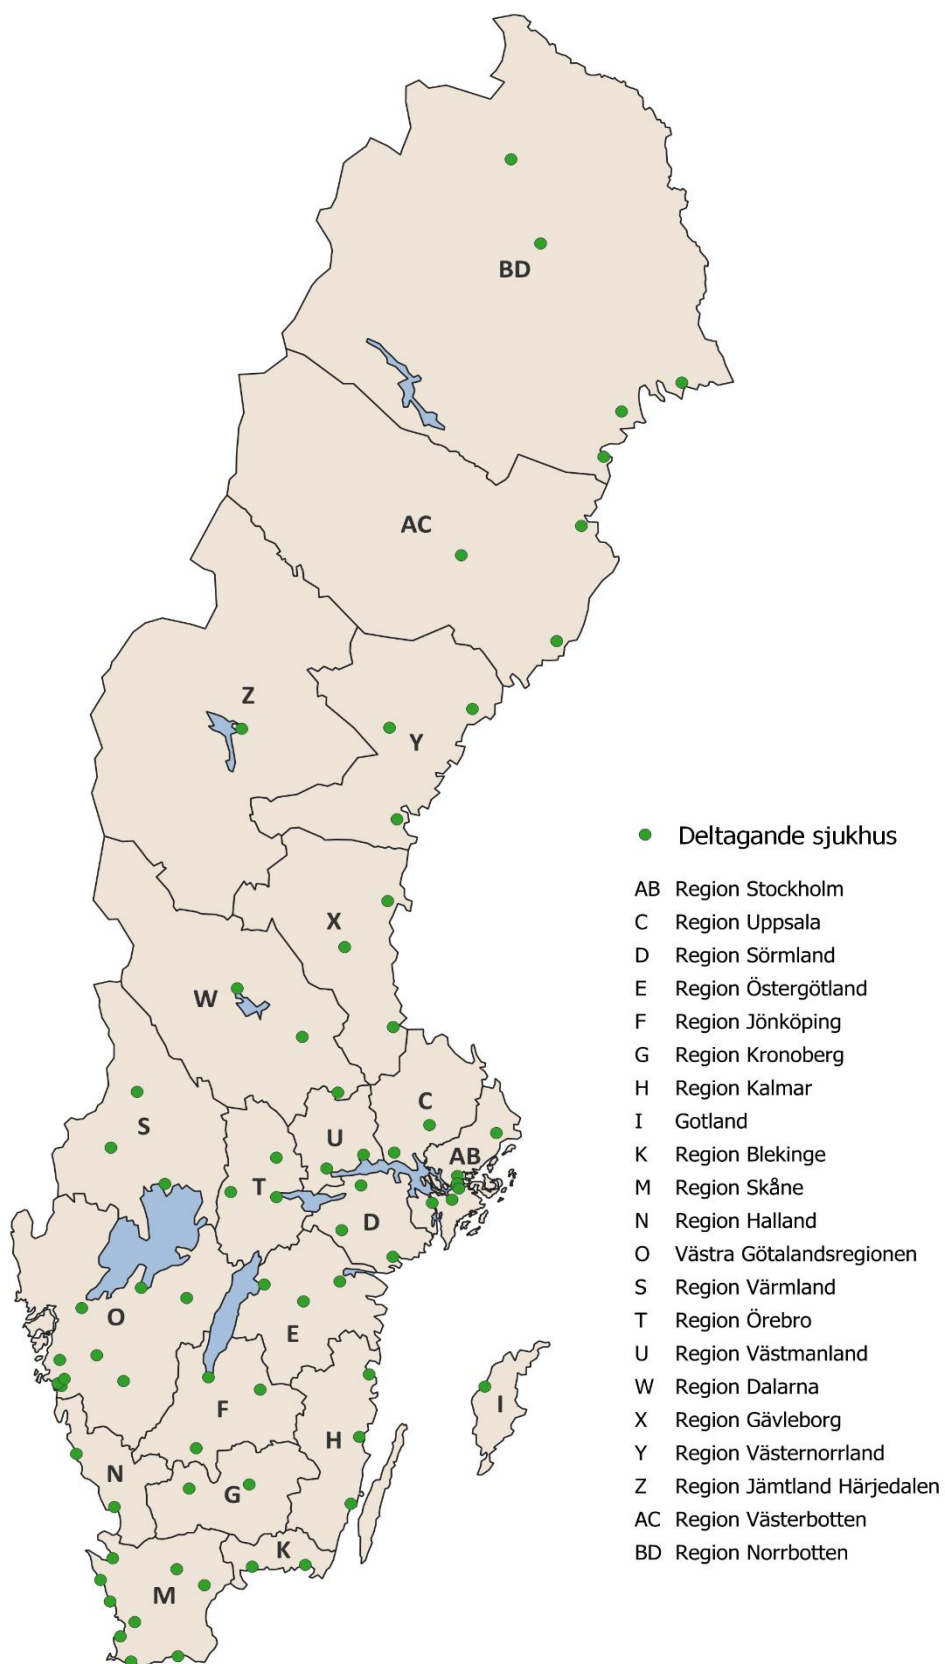 BD
AC
Z
Y
X
W
S
C
U
AB
T
D
O
E
F
I
H
N
G
K
M
Deltagande sjukhus
AB Region Stockholm
C Region Uppsala
D Region Sörmland
E Region Östergötland
F Region Jönköping
G Region Kronoberg
H Region Kalmar
I Gotland
K Region Blekinge
M Region Skåne
N Region Halland
O Västra Götalandsregionen
S Region Värmland
T Region Örebro
U Region Västmanland
W Region Dalarna
X Region Gävleborg
Y Region Västernorrland
Z Region Jämtland Härjedalen
AC Region Västerbotten
BD Region Norrbotten